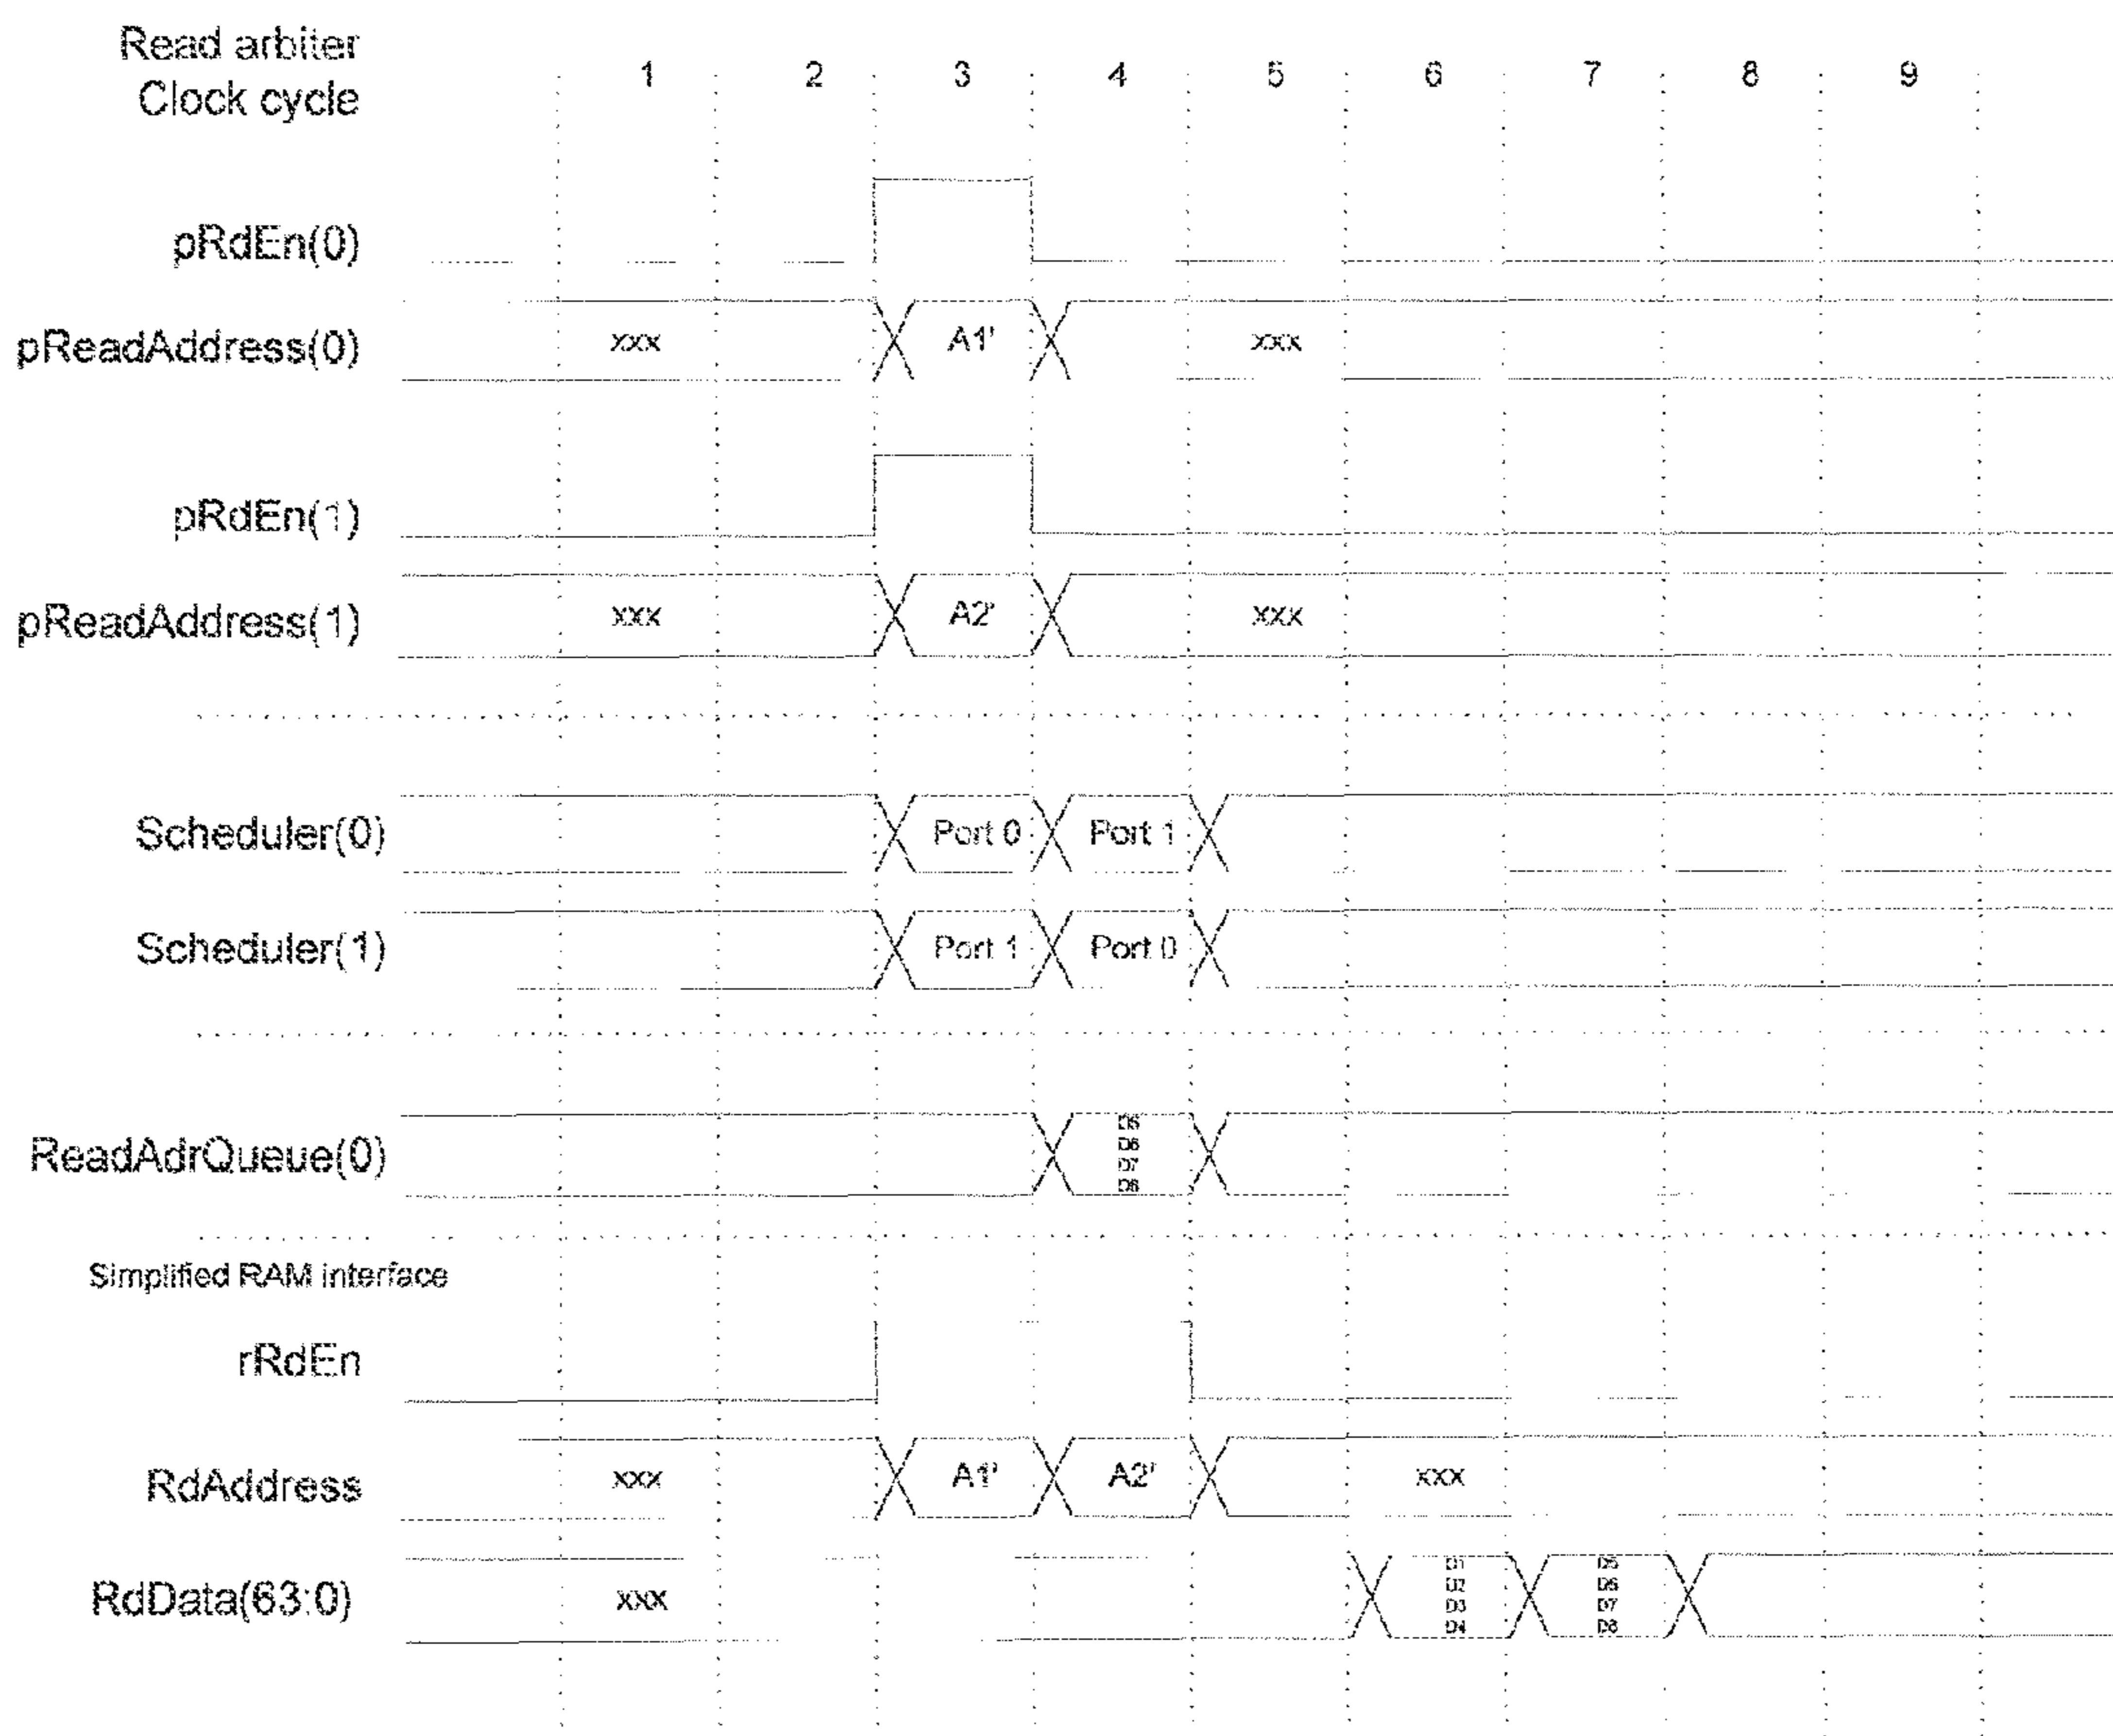 Read arbiter
Clock cycle
1 2 3 4 5 6 7 8 9
pRdEn(0)
pReadAddress(0) xxx A1' xxx
pRdEn(1)
pReadAddress(1) xxx A2' xxx
Scheduler(0) Port 0 Port 1
Scheduler(1) Port 1 Port 0
ReadAdrQueue(0)
D5
D6
D7
D8
Simplified RAM interface
rRdEn
RdAddress xxx A1' A2' xxx
RdData(63:0) xxx
D1 D5
D2 D6
D3 D7
D4 D8